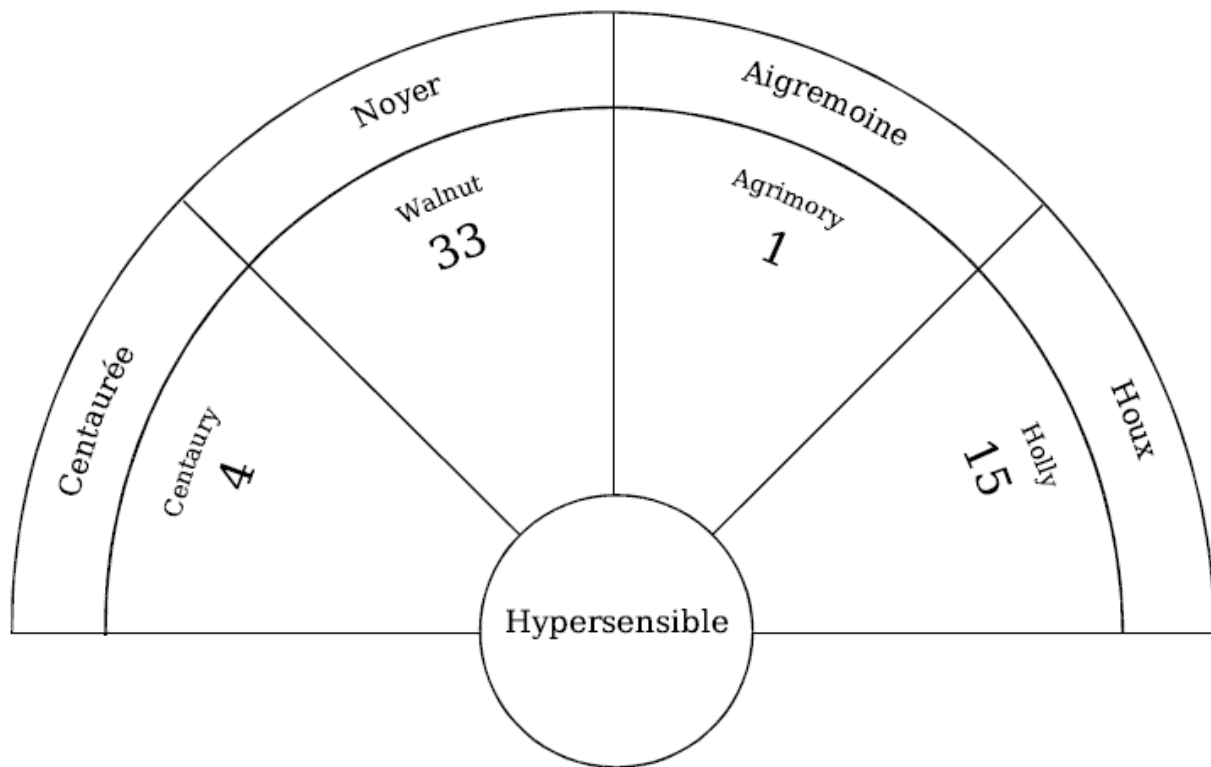 Centaurée
Centaury
4
Noyer
Walnut
33
Aigremoine
Agrimory
1
Houx
Holly
15
Hypersensible